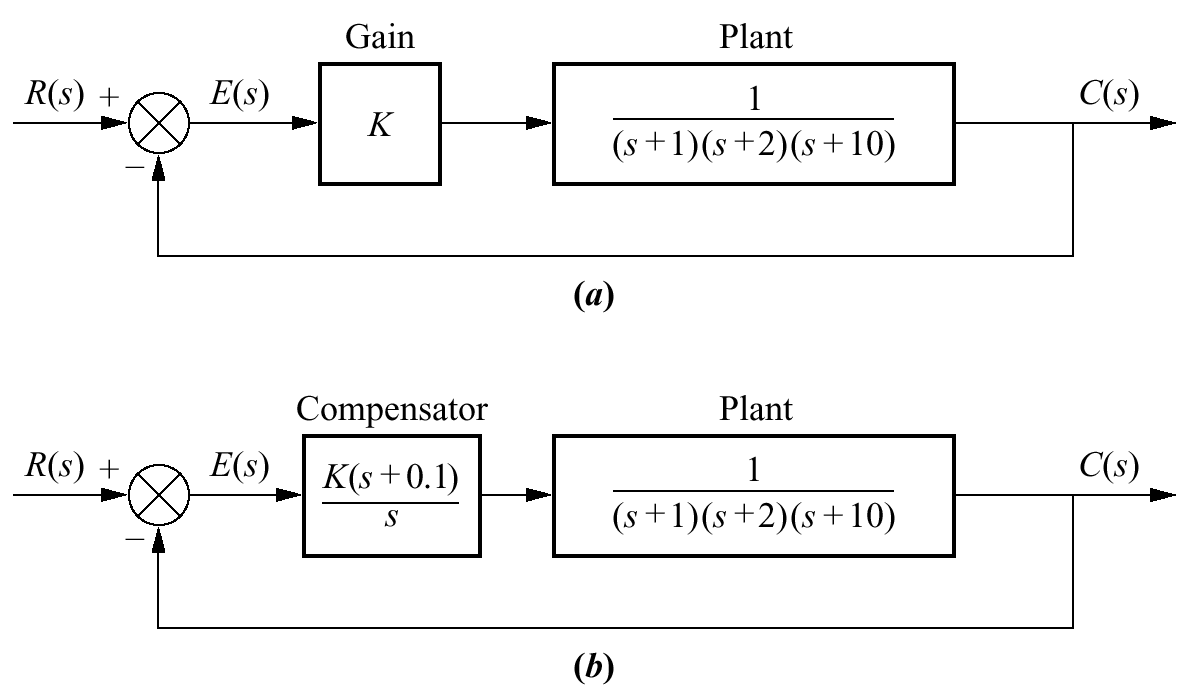 Gain Plant
R(s) + E(s) K 1 C(s)
(s+1)(s+2)(s+10)
−
(a)
Compensator Plant
R(s) + E(s) K(s+0.1) 1 C(s)
s (s+1)(s+2)(s+10)
−
(b)